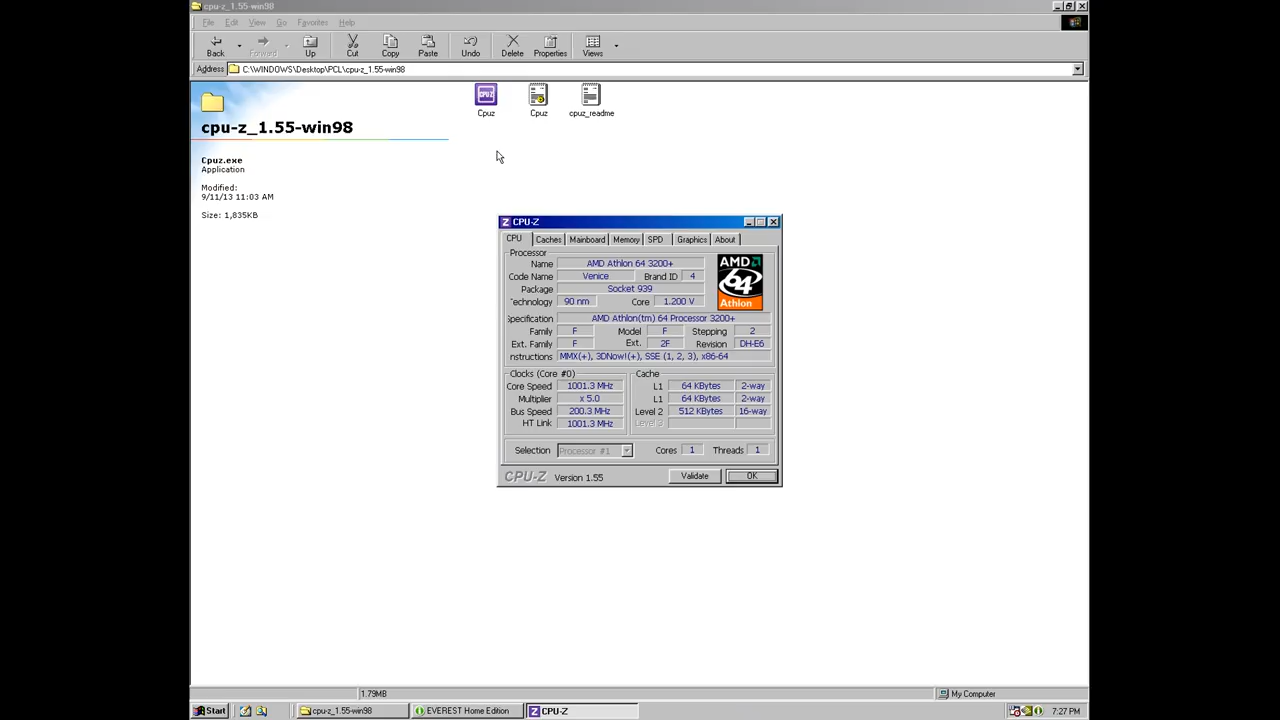 cpu-z_1.55-win98
File Edit View Go Favorites Help
Back Forward Up Cut Copy Paste Undo Delete Properties Views
Address C:\WINDOWS\Desktop\PCL\cpu-z_1.55-win98
CPU-Z
Cpuz Cpuz cpuz_readme
cpu-z_1.55-win98
Cpuz.exe
Application
Modified:
9/11/13 11:03 AM
Size: 1,835KB
CPU-Z
CPU Caches Mainboard Memory SPD Graphics About
Processor
Name AMD Athlon 64 3200+
Code Name Venice Brand ID 4
Package Socket 939
Technology 90 nm Core 1.200 V
AMD
64
Athlon
Specification AMD Athlon(tm) 64 Processor 3200+
Family F Model F Stepping 2
Ext. Family F Ext. 2F Revision DH-E6
Instructions MMX(+), 3DNow!(+), SSE (1, 2, 3), x86-64
Clocks (Core #0)
Core Speed 1001.3 MHz
Multiplier x 5.0
Bus Speed 200.3 MHz
HT Link 1001.3 MHz
Cache
L1 64 KBytes 2-way
L1 64 KBytes 2-way
Level 2 512 KBytes 16-way
Level 3
Selection Processor #1 Cores 1 Threads 1
CPU-Z Version 1.55 Validate OK
1.79MB My Computer
Start cpu-z_1.55-win98 EVEREST Home Edition CPU-Z 7:27 PM